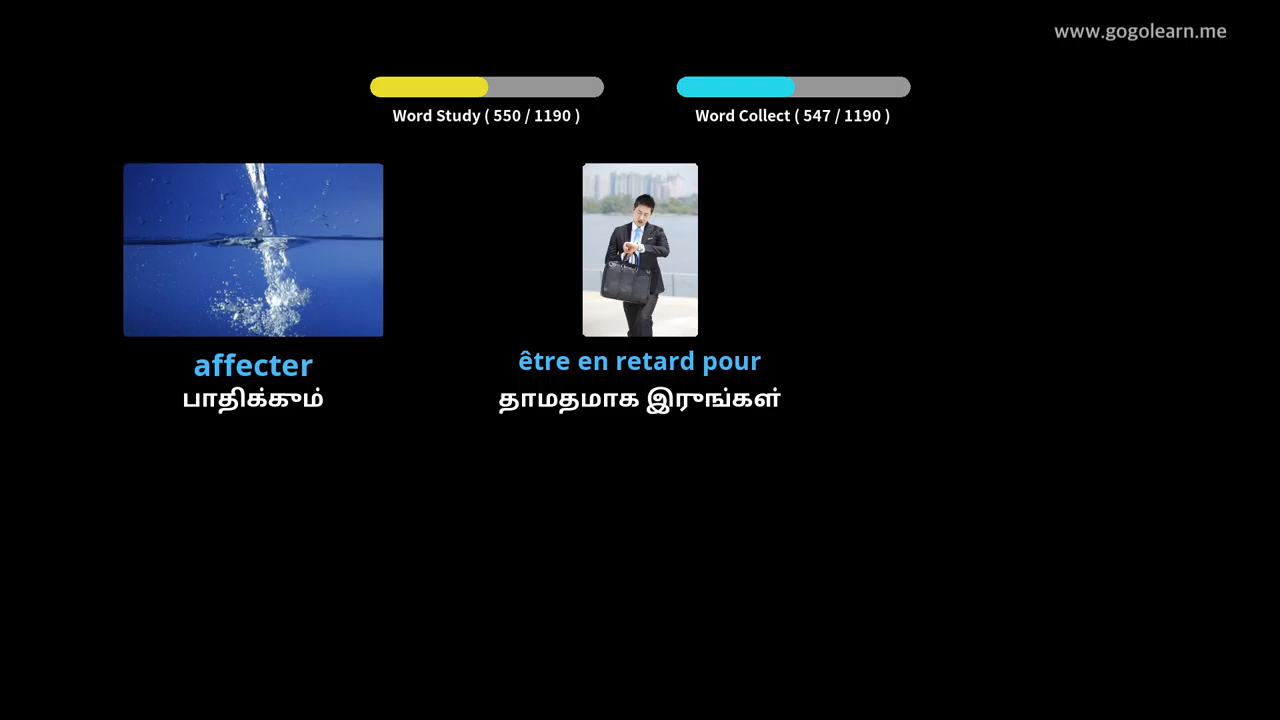 www.gogolearn.me
Word Study ( 550 / 1190 )
Word Collect ( 547 / 1190 )
affecter
பாதிக்கும்
être en retard pour
தாமதமாக இருங்கள்